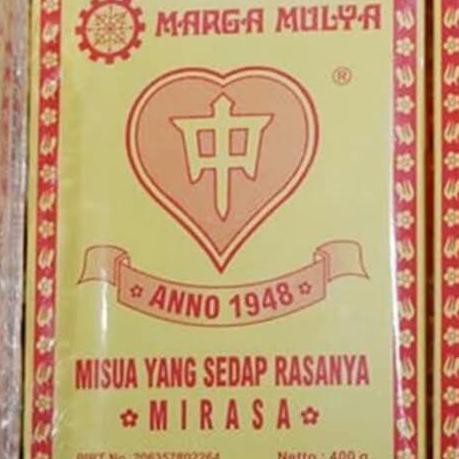 MARGA MULYA
®
中
ANNO 1948
MISUA YANG SEDAP RASANYA
MIRASA
Netto : 400 g